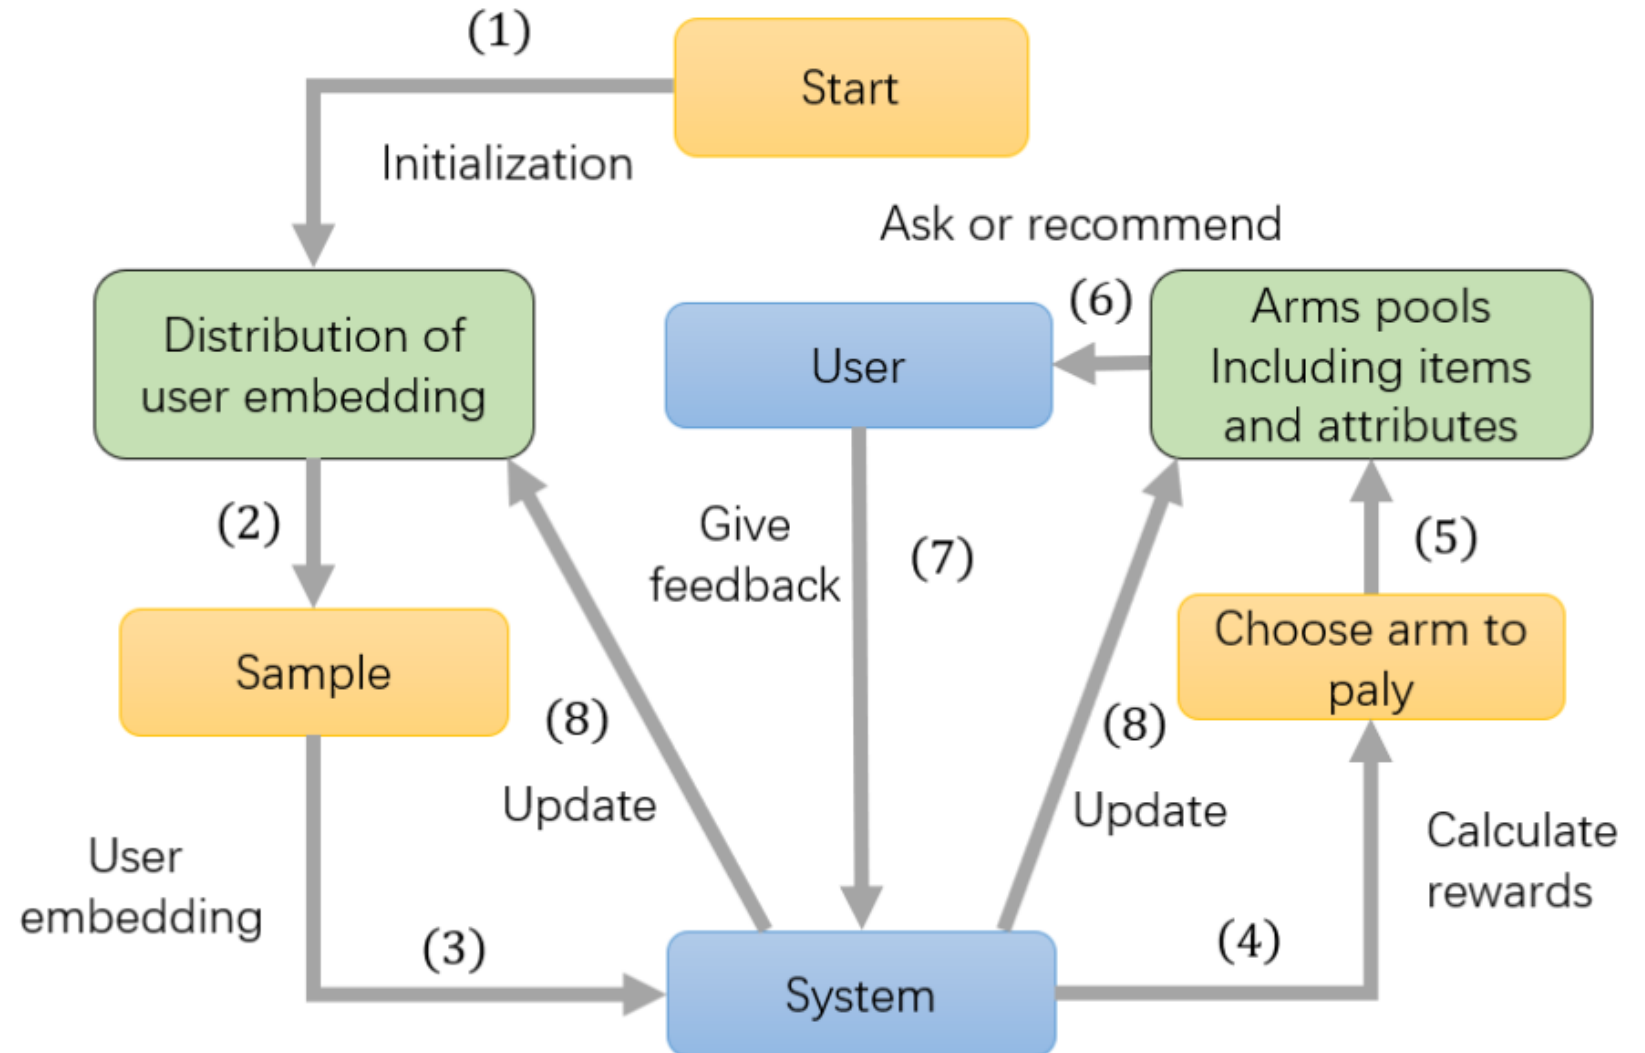 (1)
Start
Initialization
Ask or recommend
Distribution of
user embedding
User
(6)
Arms pools
Including items
and attributes
(2)
Give
feedback
(7)
(5)
Sample
Choose arm to
paly
(8)
Update
(8)
Update
User
embedding
(3)
Calculate
rewards
(4)
System